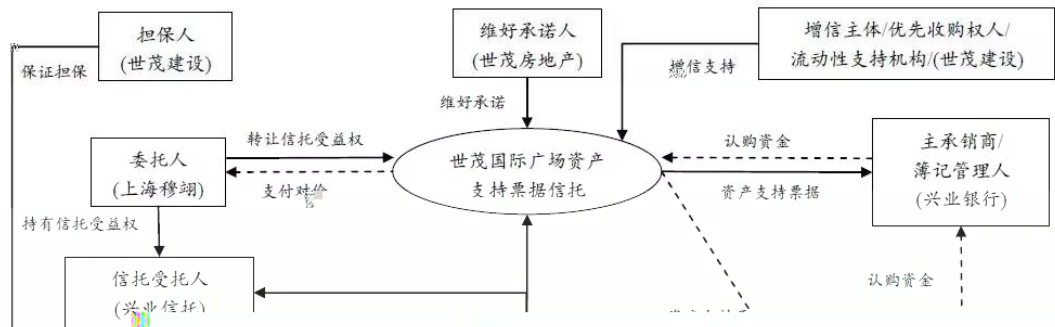 担保人
(世茂建设)
维好承诺人
(世茂房地产)
增信主体/优先收购权人/
流动性支持机构/(世茂建设)
保证担保
增信支持
维好承诺
转让信托受益权
认购资金
委托人
(上海穆翊)
世茂国际广场资产
支持票据信托
主承销商/
簿记管理人
(兴业银行)
支付对价
资产支持票据
持有信托受益权
信托受托人
(兴业信托)
认购资金